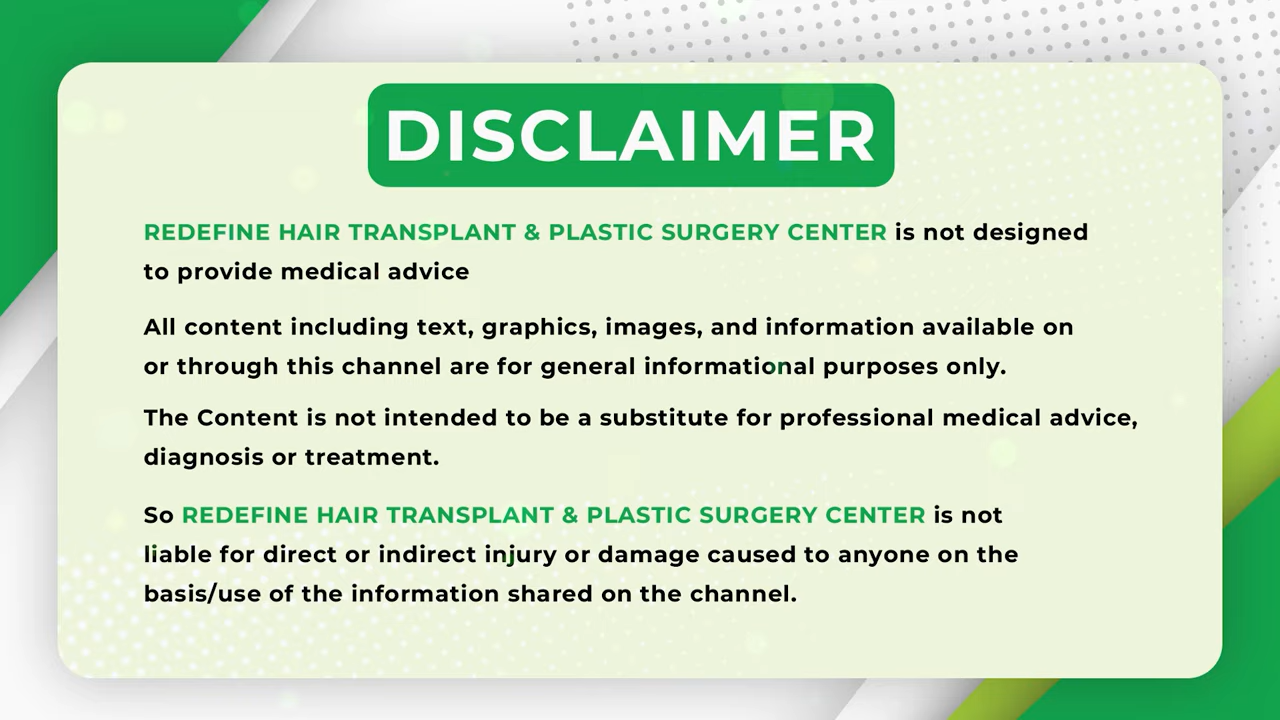 DISCLAIMER
REDEFINE HAIR TRANSPLANT & PLASTIC SURGERY CENTER is not designed
to provide medical advice
All content including text, graphics, images, and information available on
or through this channel are for general informational purposes only.
The Content is not intended to be a substitute for professional medical advice,
diagnosis or treatment.
So REDEFINE HAIR TRANSPLANT & PLASTIC SURGERY CENTER is not
liable for direct or indirect injury or damage caused to anyone on the
basis/use of the information shared on the channel.